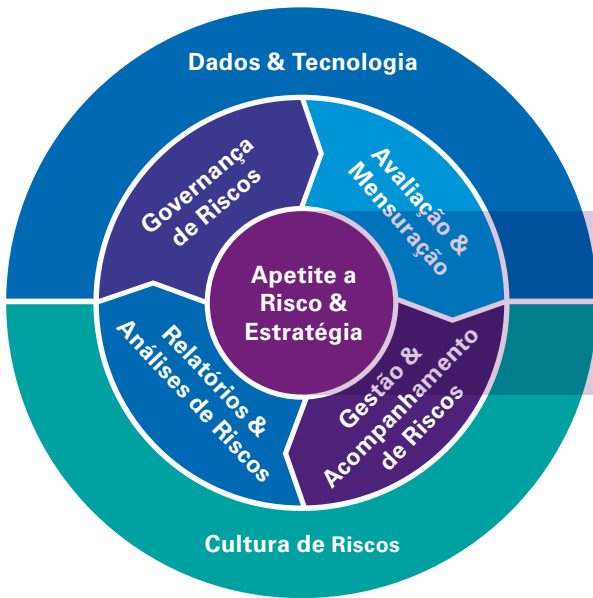 Dados & Tecnologia
Governança
de Riscos
Avaliação &
Mensuração
Apetite a
Risco &
Estratégia
Relatórios &
Análises de Riscos
Gestão &
Acompanhamento
de Riscos
Cultura de Riscos